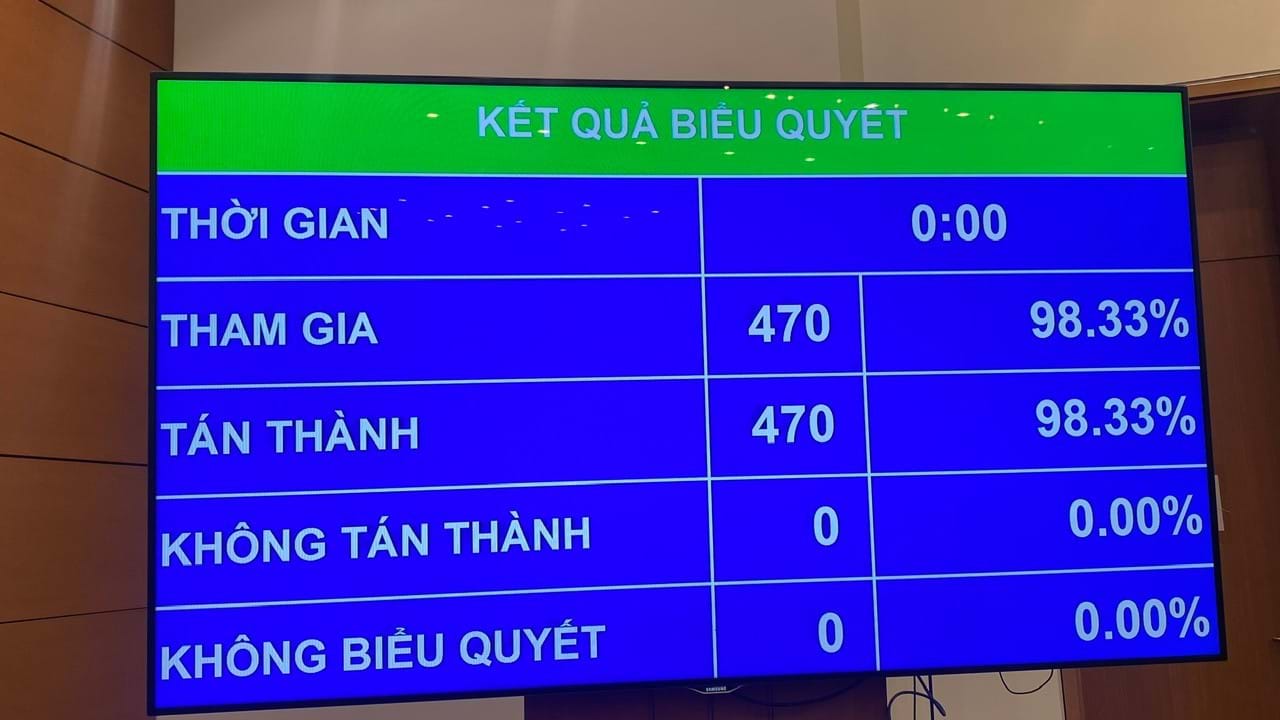 KẾT QUẢ BIỂU QUYẾT
THỜI GIAN 0:00
THAM GIA 470 98.33%
TÁN THÀNH 470 98.33%
KHÔNG TÁN THÀNH 0 0.00%
KHÔNG BIỂU QUYẾT 0 0.00%
SAMSUNG